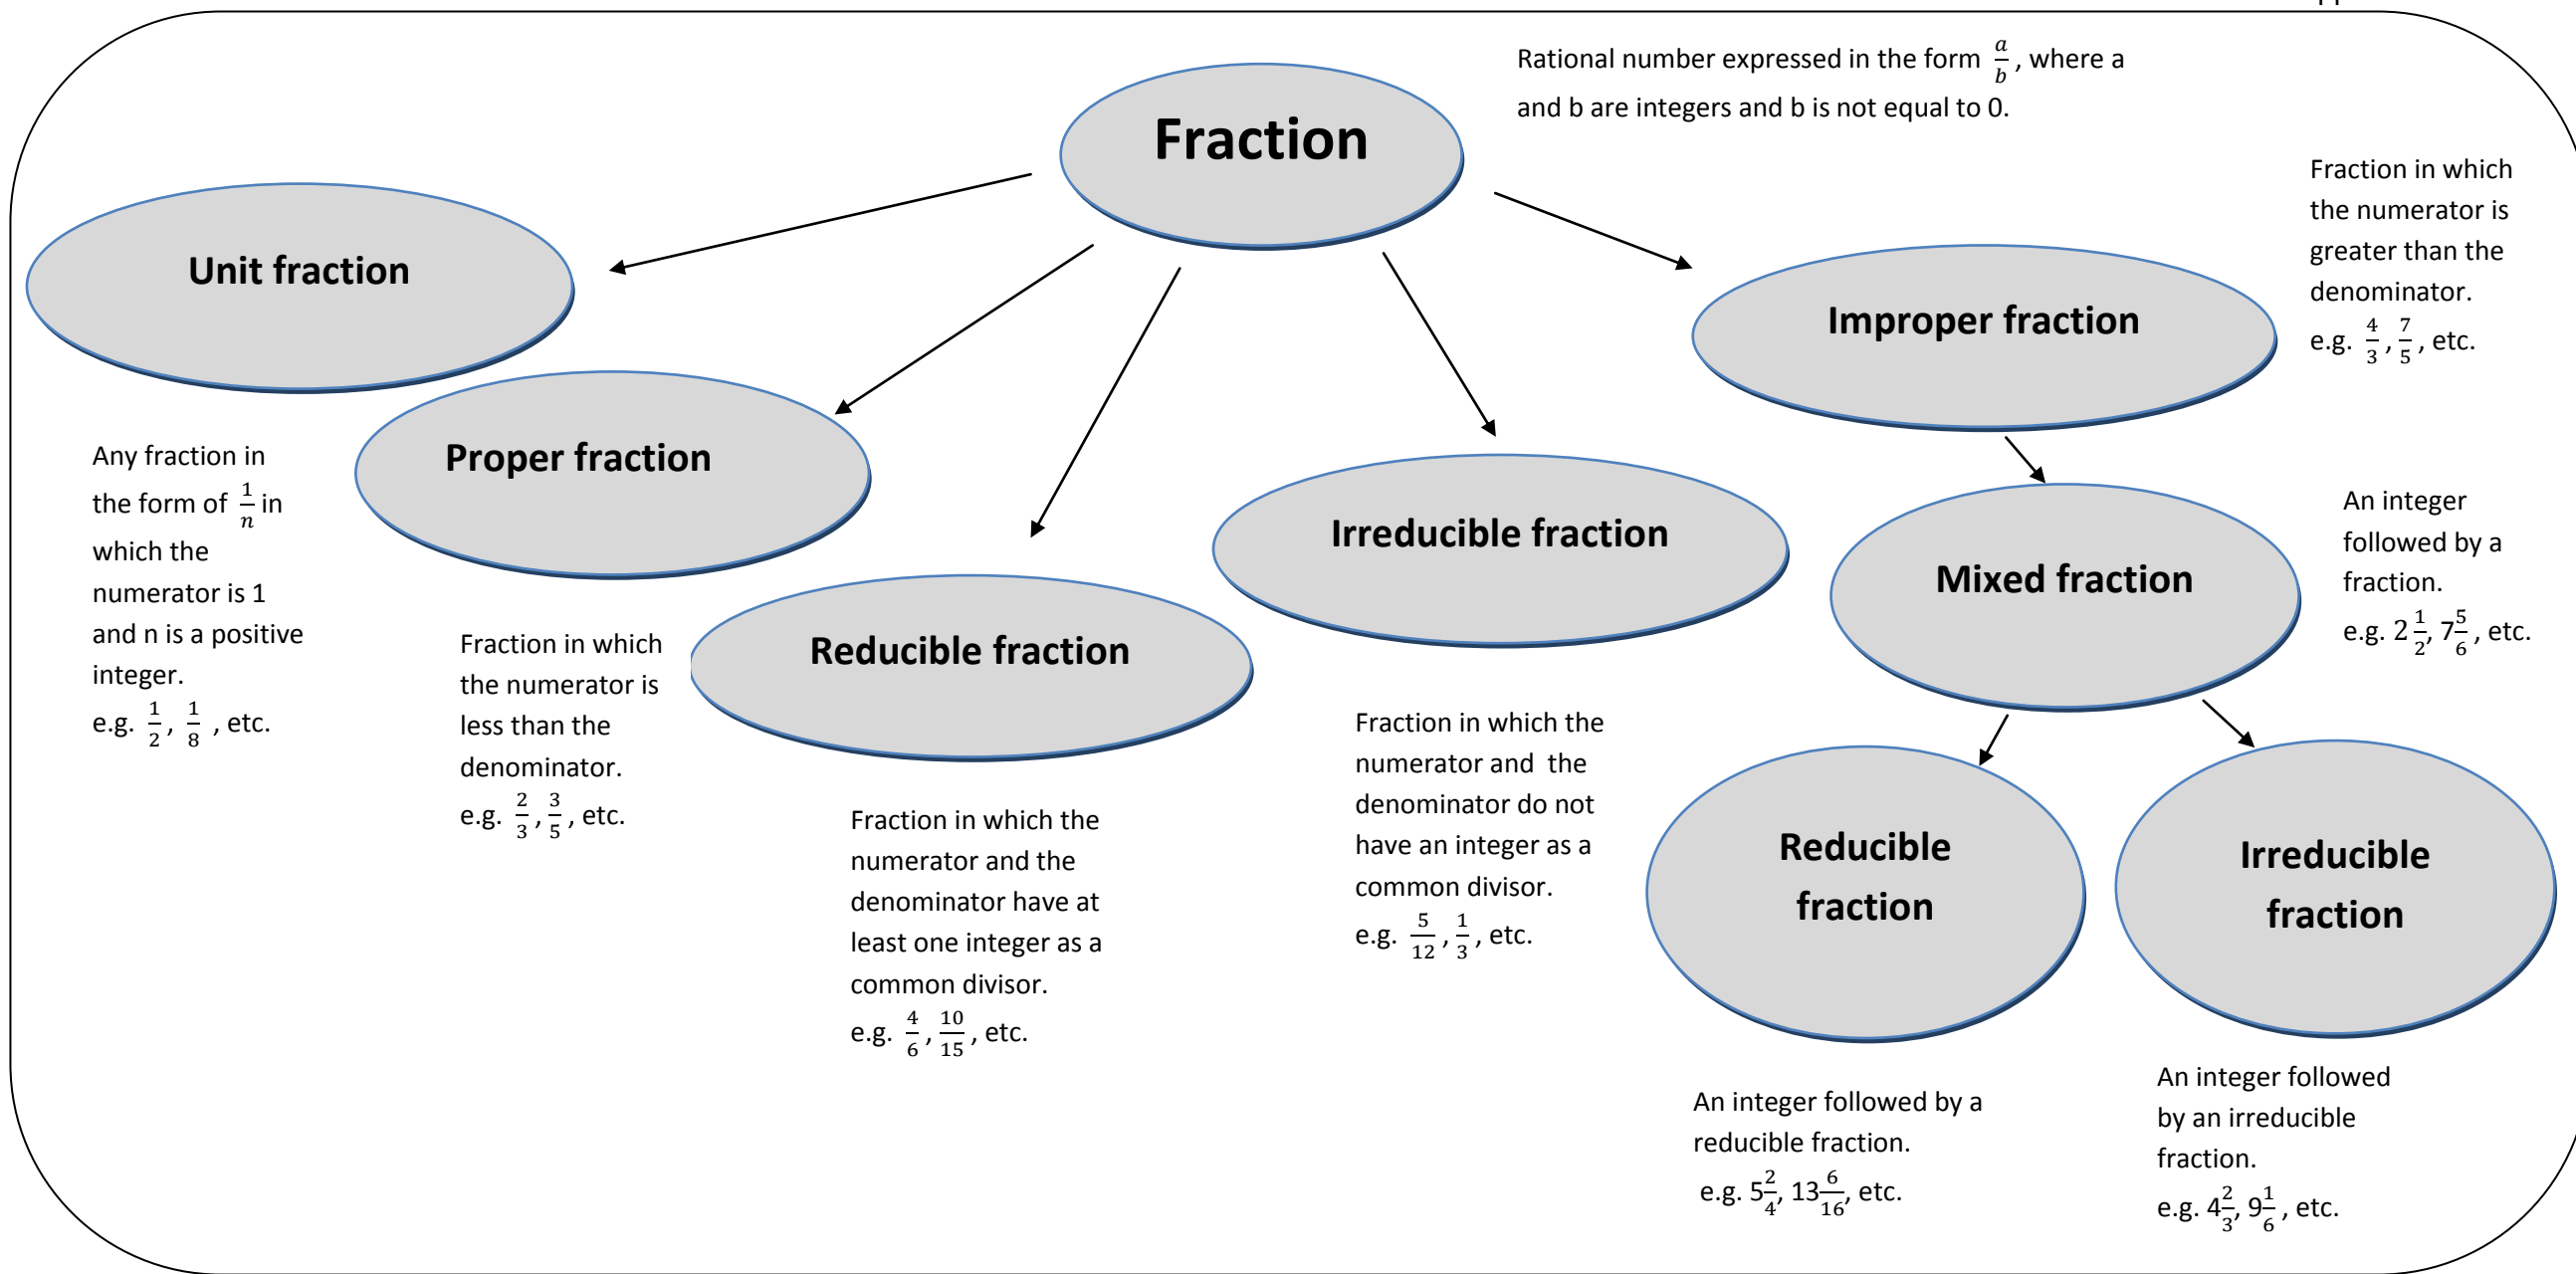 Fraction
Rational number expressed in the form a/b , where a
and b are integers and b is not equal to 0.
Unit fraction
Any fraction in
the form of 1/n in
which the
numerator is 1
and n is a positive
integer.
e.g. 1/2, 1/8 , etc.
Proper fraction
Fraction in which
the numerator is
less than the
denominator.
e.g. 2/3 , 3/5 , etc.
Reducible fraction
Fraction in which the
numerator and the
denominator have at
least one integer as a
common divisor.
e.g. 4/6 , 10/15 , etc.
Irreducible fraction
Fraction in which the
numerator and the
denominator do not
have an integer as a
common divisor.
e.g. 5/12 , 1/3 , etc.
Improper fraction
Fraction in which
the numerator is
greater than the
denominator.
e.g. 4/3 , 7/5 , etc.
Mixed fraction
An integer
followed by a
fraction.
e.g. 2 1/2, 7 5/6 , etc.
Reducible
fraction
An integer followed by a
reducible fraction.
e.g. 5 2/4, 13 6/16, etc.
Irreducible
fraction
An integer followed
by an irreducible
fraction.
e.g. 4 2/3, 9 1/6 , etc.